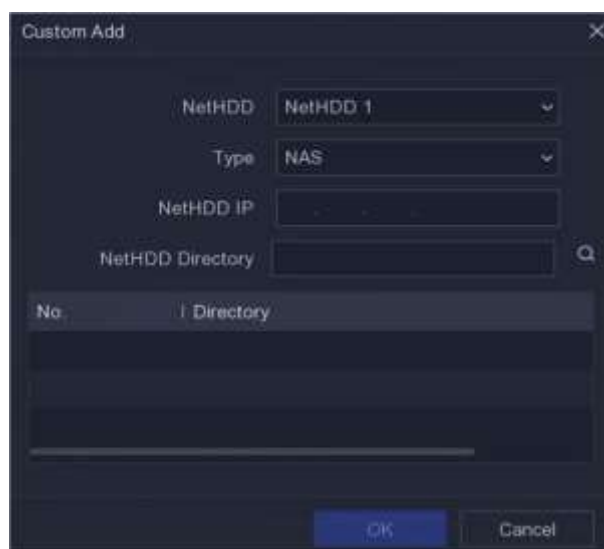 Custom Add
NetHDD NetHDD 1
Type NAS
NetHDD IP . . .
NetHDD Directory
No. Directory
OK Cancel